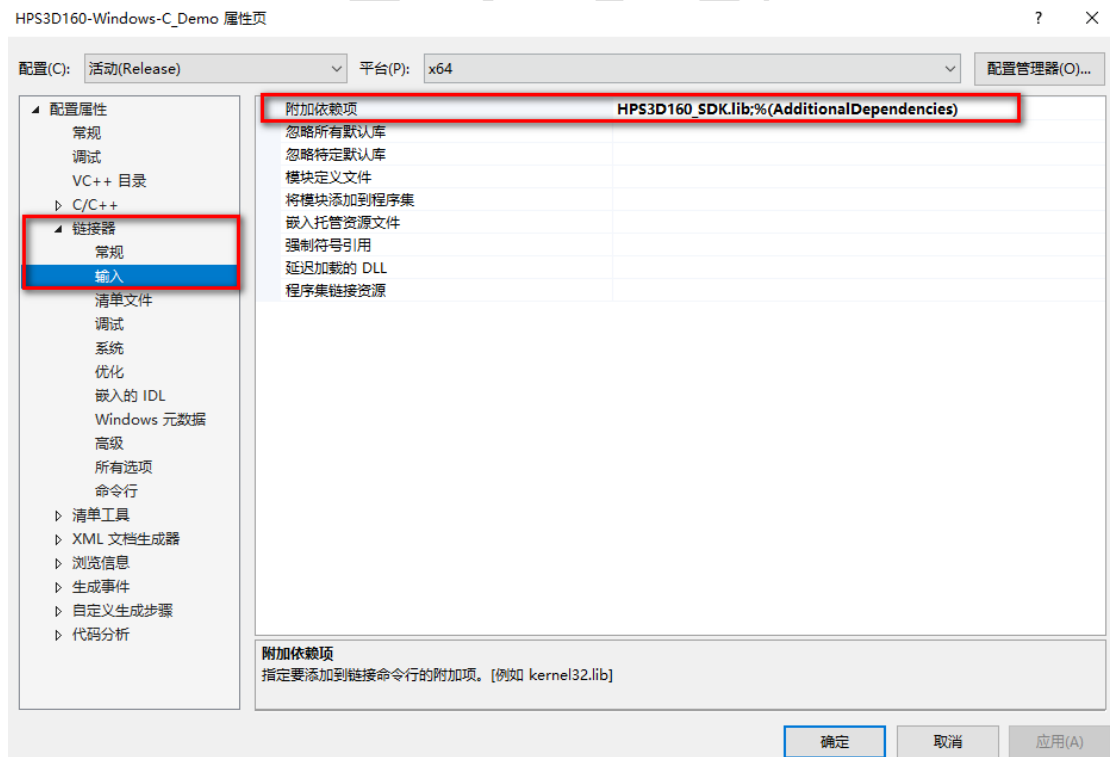 HPS3D160-Windows-C_Demo 属性页
?
×
配置(C):
活动(Release)
平台(P):
x64
配置管理器(O)...
配置属性
常规
调试
VC++ 目录
C/C++
链接器
常规
输入
清单文件
调试
系统
优化
嵌入的 IDL
Windows 元数据
高级
所有选项
命令行
清单工具
XML 文档生成器
浏览信息
生成事件
自定义生成步骤
代码分析
附加依赖项 HPS3D160_SDK.lib;%(AdditionalDependencies)
忽略所有默认库
忽略特定默认库
模块定义文件
将模块添加到程序集
嵌入托管资源文件
强制符号引用
延迟加载的 DLL
程序集链接资源
附加依赖项
指定要添加到链接命令行的附加项。[例如 kernel32.lib]
确定
取消
应用(A)